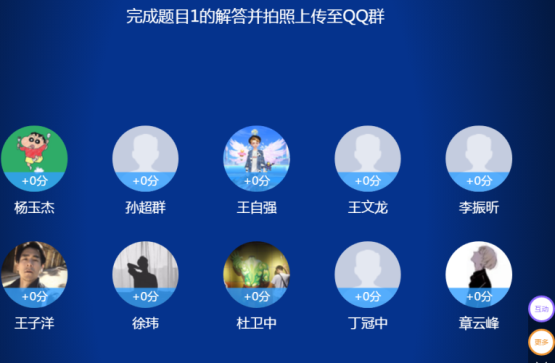 完成题目1的解答并拍照上传至QQ群
+0分 +0分 +0分 +0分 +0分
杨玉杰 孙超群 王自强 王文龙 李振昕
+0分 +0分 +0分 +0分 +0分
王子洋 徐玮 杜卫中 丁冠中 章云峰
互动
更多